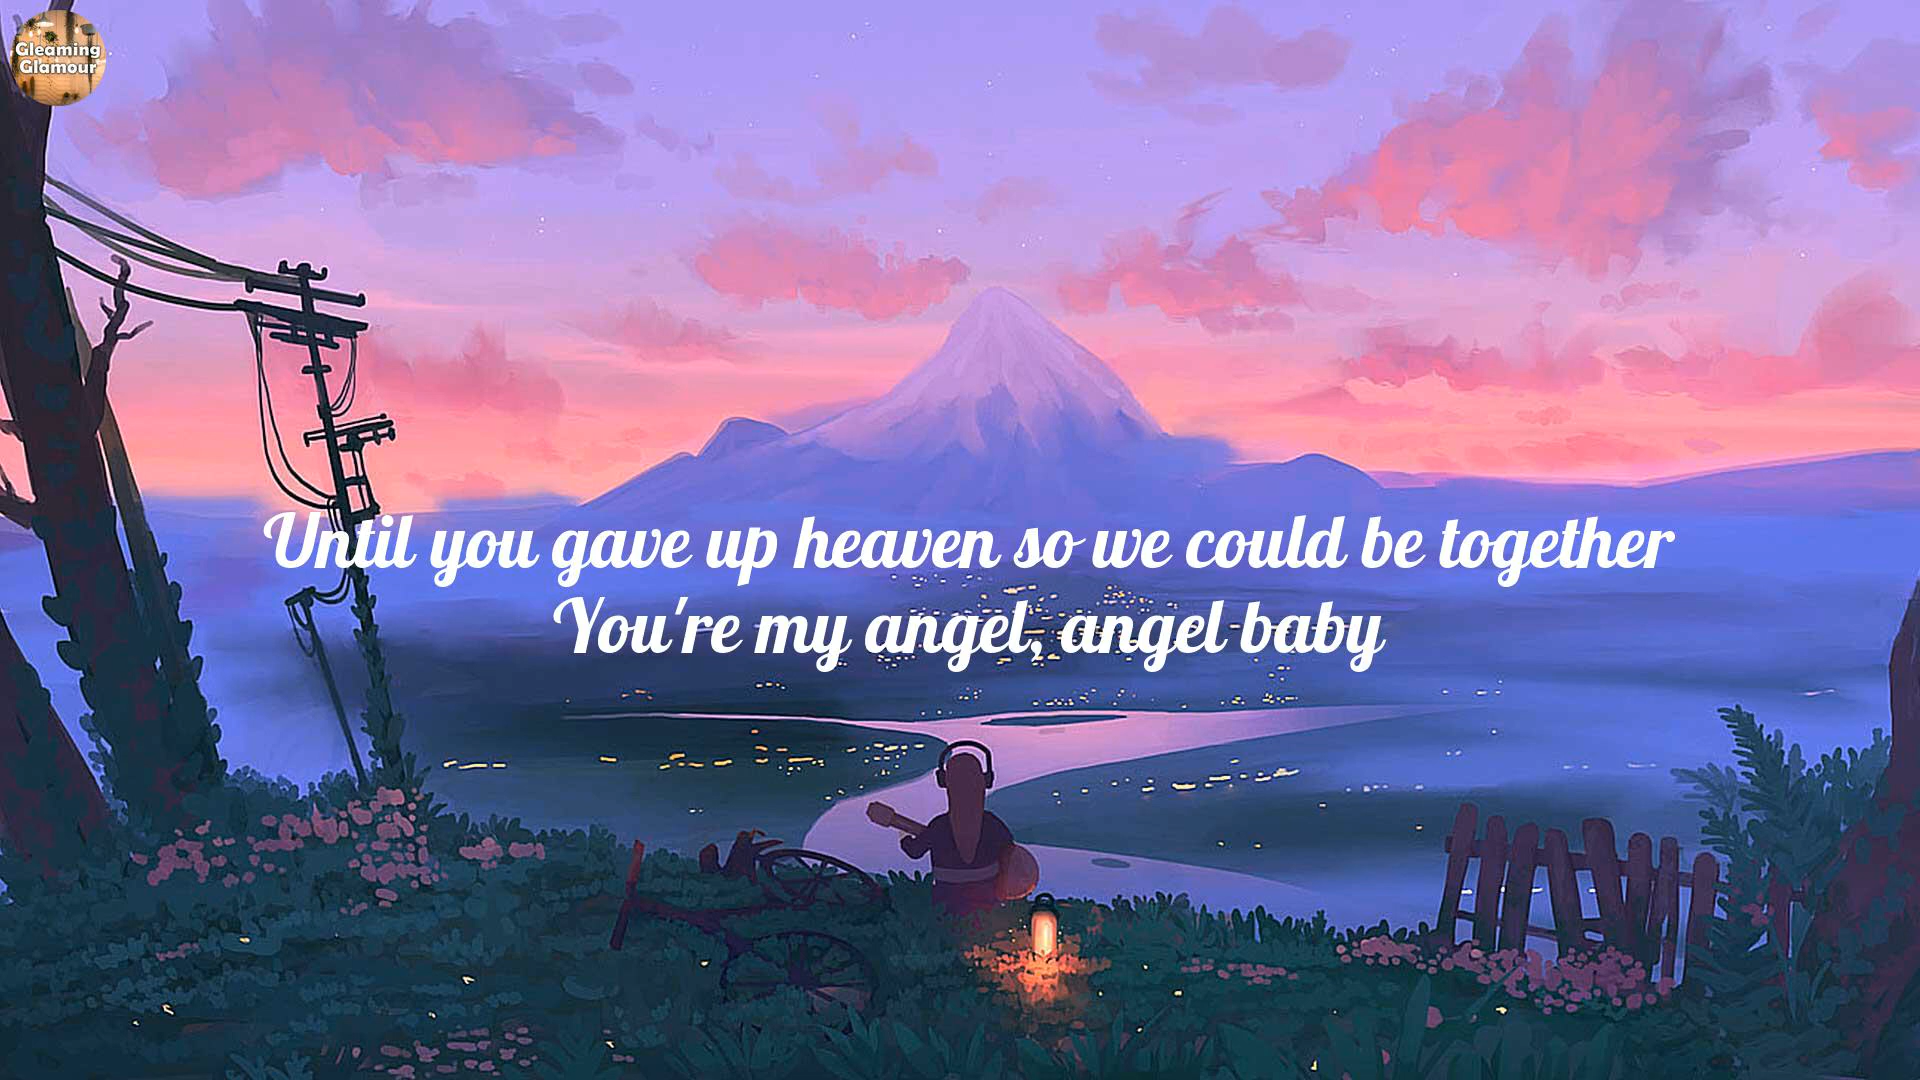 Gleaming
Glamour
Until you gave up heaven so we could be together
You're my angel, angel baby